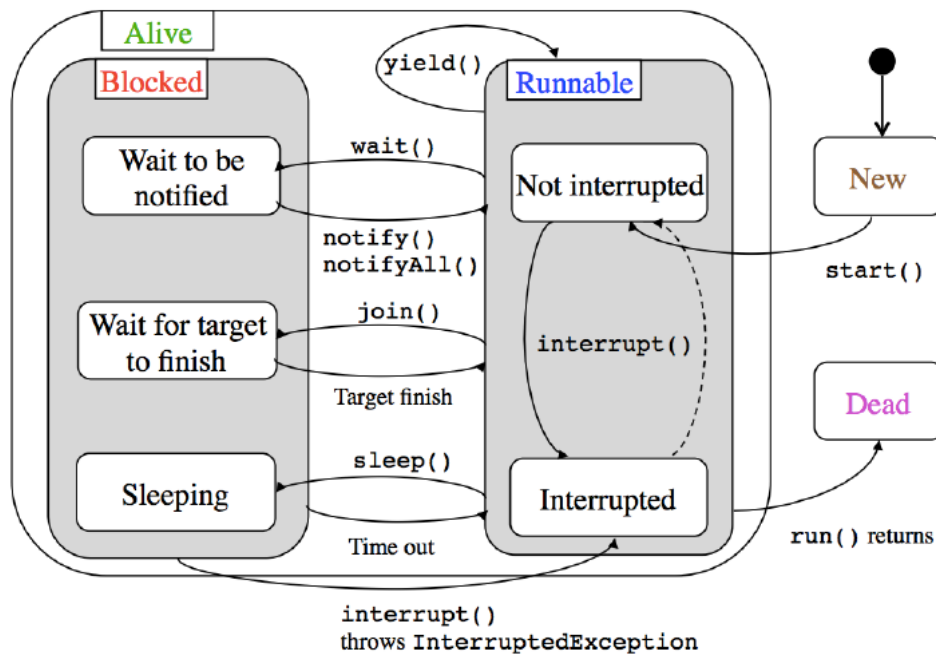 Alive
Blocked
yield()
Runnable
Wait to be
notified
wait()
Not interrupted
New
notify()
notifyAll()
start()
Wait for target
to finish
join()
interrupt()
Target finish
Dead
sleep()
Sleeping
Interrupted
Time out
run() returns
interrupt()
throws InterruptedException